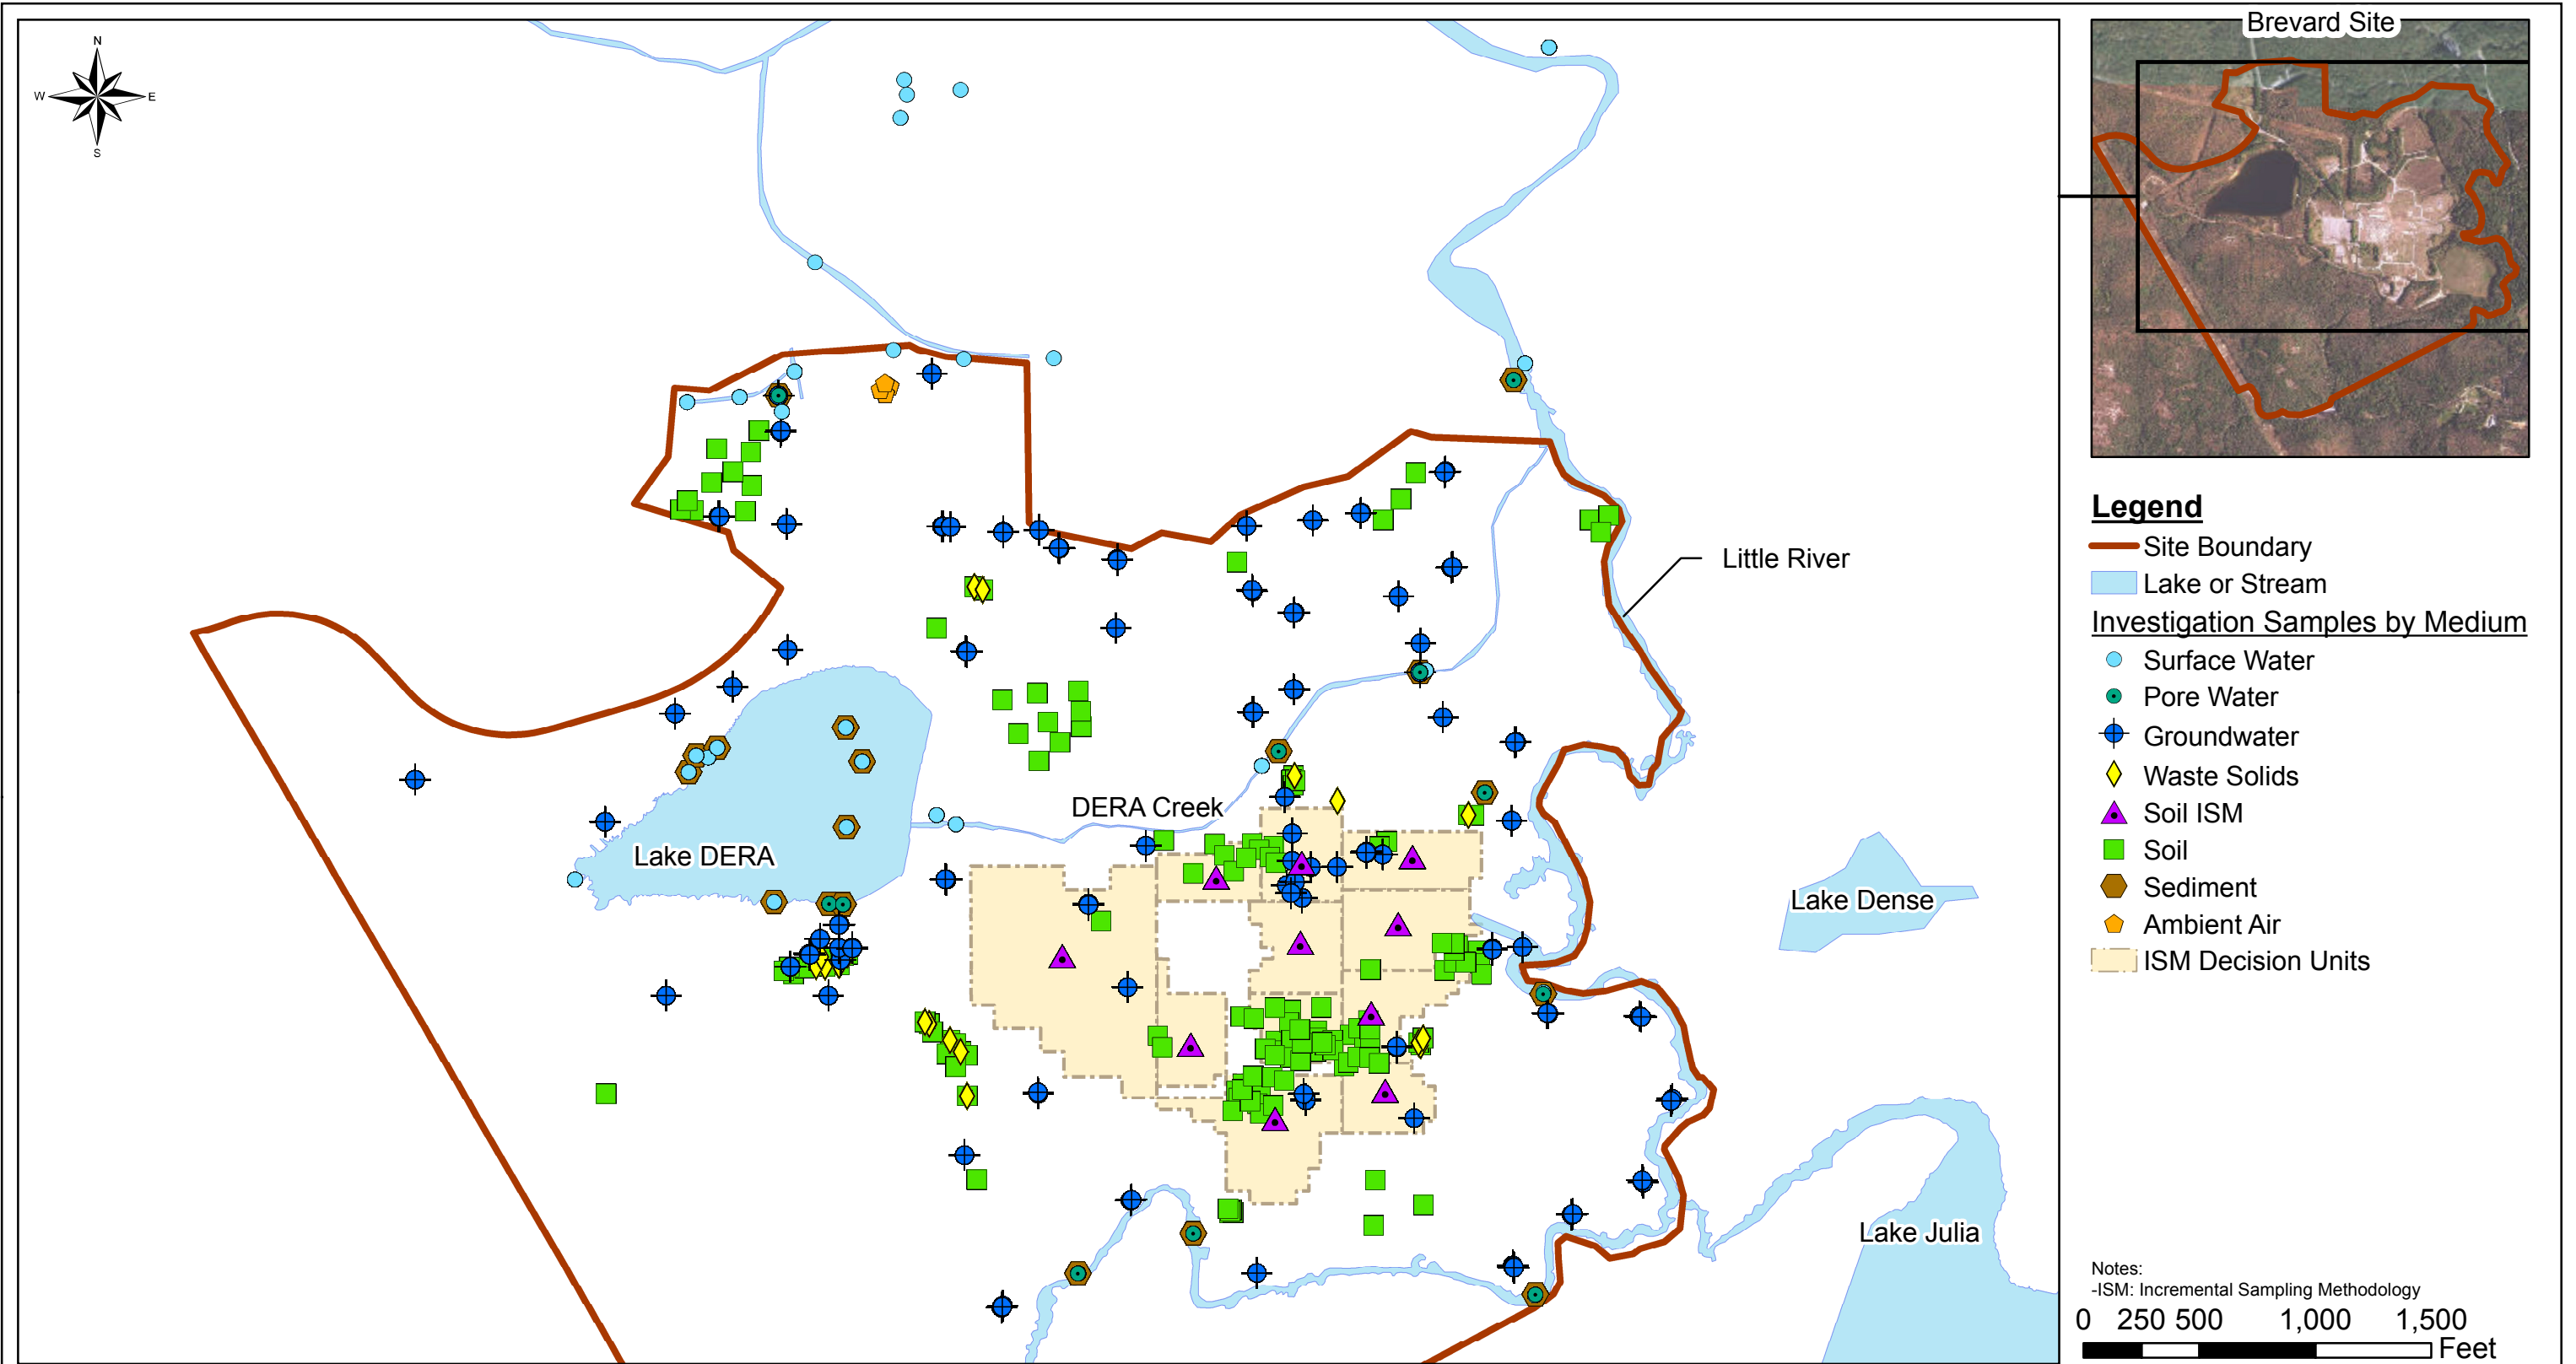 N
W E
S
Brevard Site
Little River
DERA Creek
Lake DERA
Lake Dense
Lake Julia
Legend
Site Boundary
Lake or Stream
Investigation Samples by Medium
Surface Water
Pore Water
Groundwater
Waste Solids
Soil ISM
Soil
Sediment
Ambient Air
ISM Decision Units
Notes:
-ISM: Incremental Sampling Methodology
0 250 500 1,000 1,500
Feet